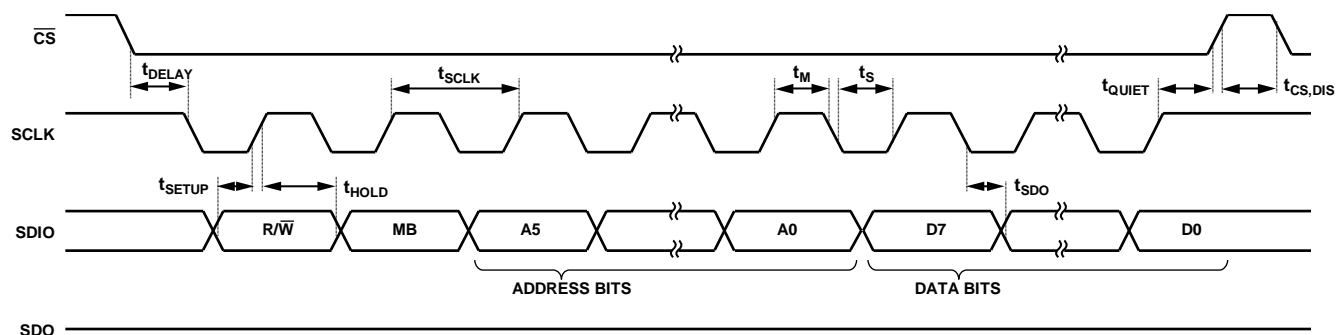 CS
tDELAY
tSCLK
tM
tS
tQUIET
tCS,DIS
SCLK
tSETUP
tHOLD
tSDO
SDIO
R/W
MB
A5
A0
D7
D0
ADDRESS BITS
DATA BITS
SDO